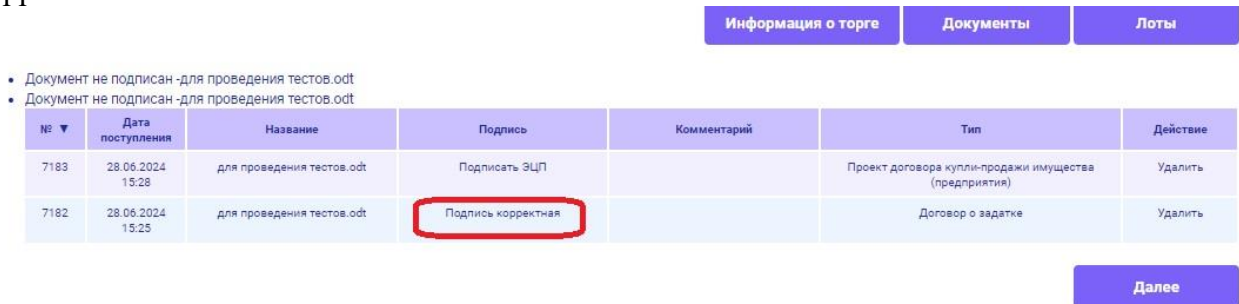 Информация о торге Документы Лоты
• Документ не подписан -для проведения тестов.odt
• Документ не подписан -для проведения тестов.odt
№ ▼ Дата поступления Название Подпись Комментарий Тип Действие
7183 28.06.2024 15:28 для проведения тестов.odt Подписать ЭЦП Проект договора купли-продажи имущества (предприятия) Удалить
7182 28.06.2024 15:25 для проведения тестов.odt Подпись корректная Договор о задатке Удалить
Далее